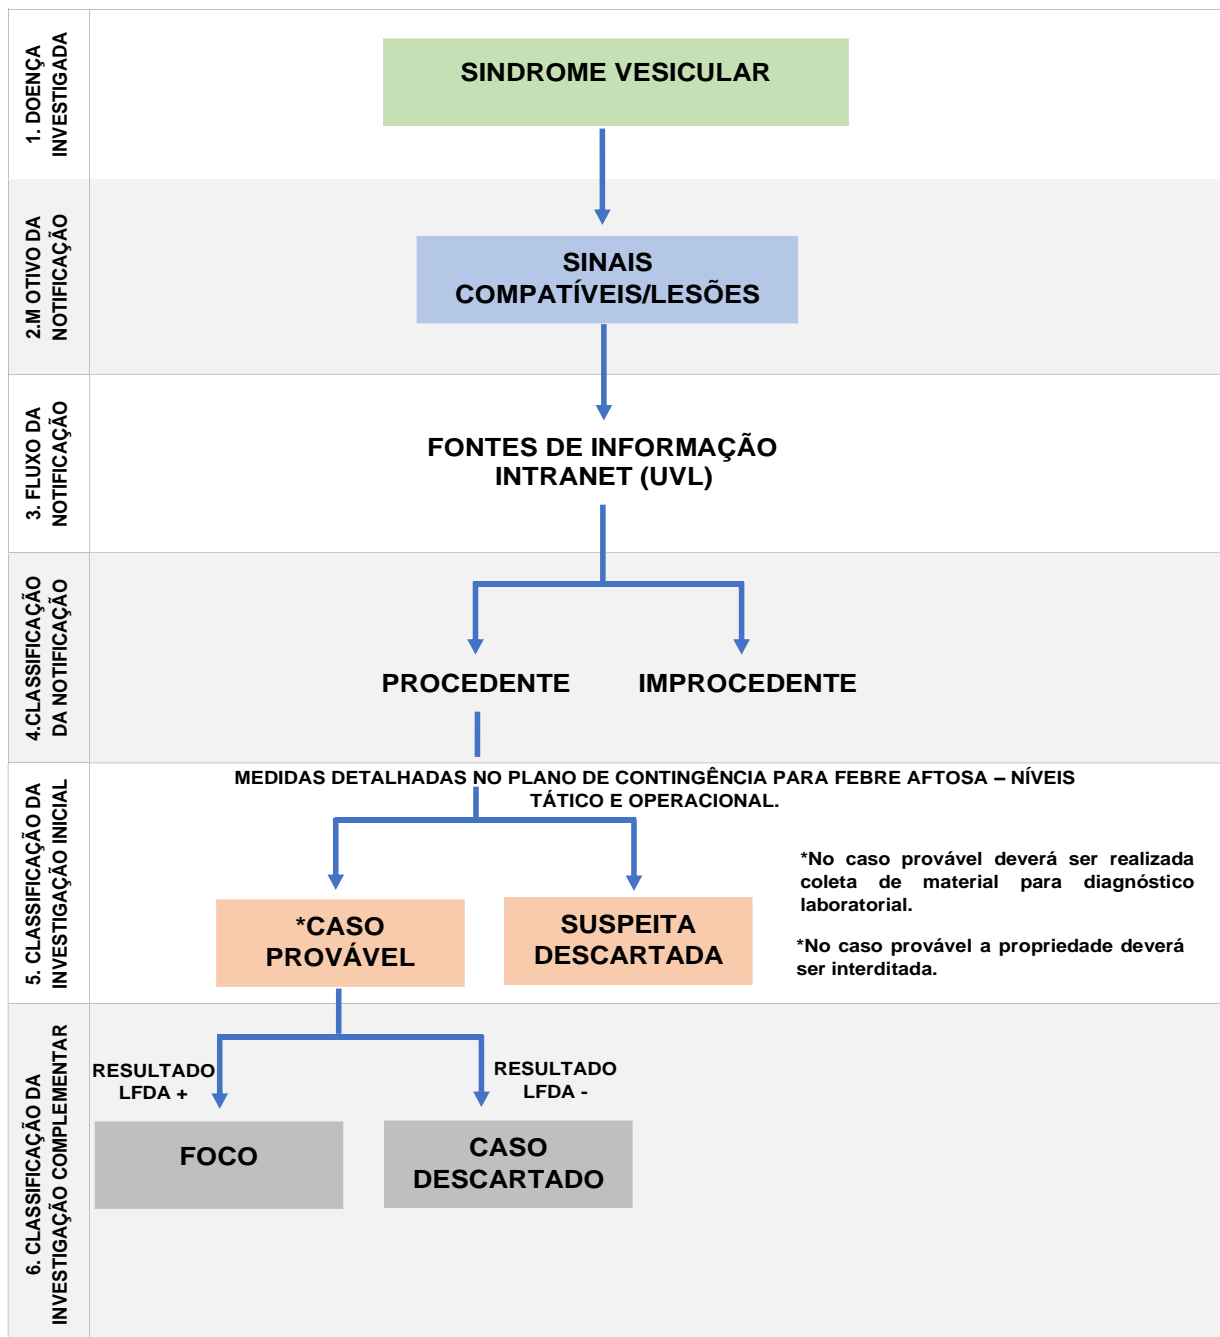 1. DOENÇA
INVESTIGADA
SINDROME VESICULAR
2.M OTIVO DA
NOTIFICAÇÃO
SINAIS
COMPATÍVEIS/LESÕES
3. FLUXO DA
NOTIFICAÇÃO
FONTES DE INFORMAÇÃO
INTRANET (UVL)
4.CLASSIFICAÇÃO
DA NOTIFICAÇÃO
PROCEDENTE
IMPROCEDENTE
5. CLASSIFICAÇÃO DA
INVESTIGAÇÃO INICIAL
MEDIDAS DETALHADAS NO PLANO DE CONTINGÊNCIA PARA FEBRE AFTOSA – NÍVEIS
TÁTICO E OPERACIONAL.
*CASO
PROVÁVEL
SUSPEITA
DESCARTADA
*No caso provável deverá ser realizada
coleta de material para diagnóstico
laboratorial.
*No caso provável a propriedade deverá
ser interditada.
6. CLASSIFICAÇÃO DA
INVESTIGAÇÃO COMPLEMENTAR
RESULTADO
LFDA +
RESULTADO
LFDA -
FOCO
CASO
DESCARTADO